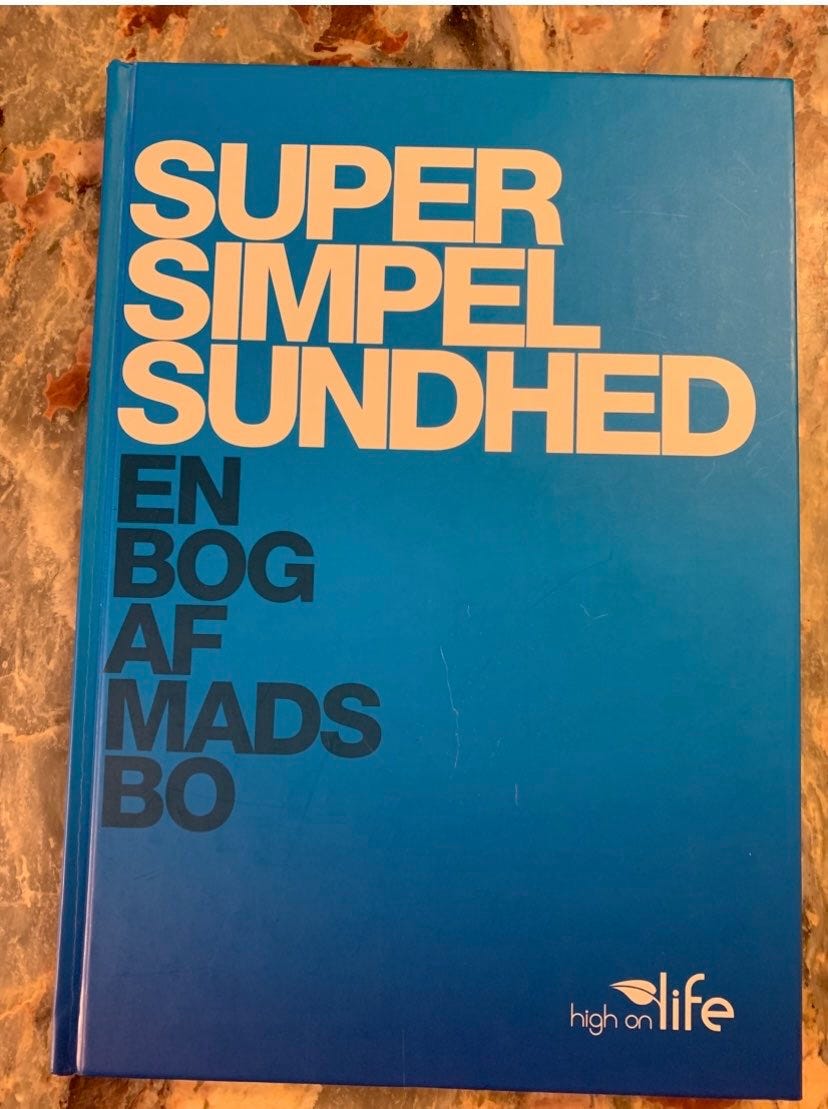 SUPER
SIMPEL
SUNDHED
EN
BOG
AF
MADS
BO
high on life